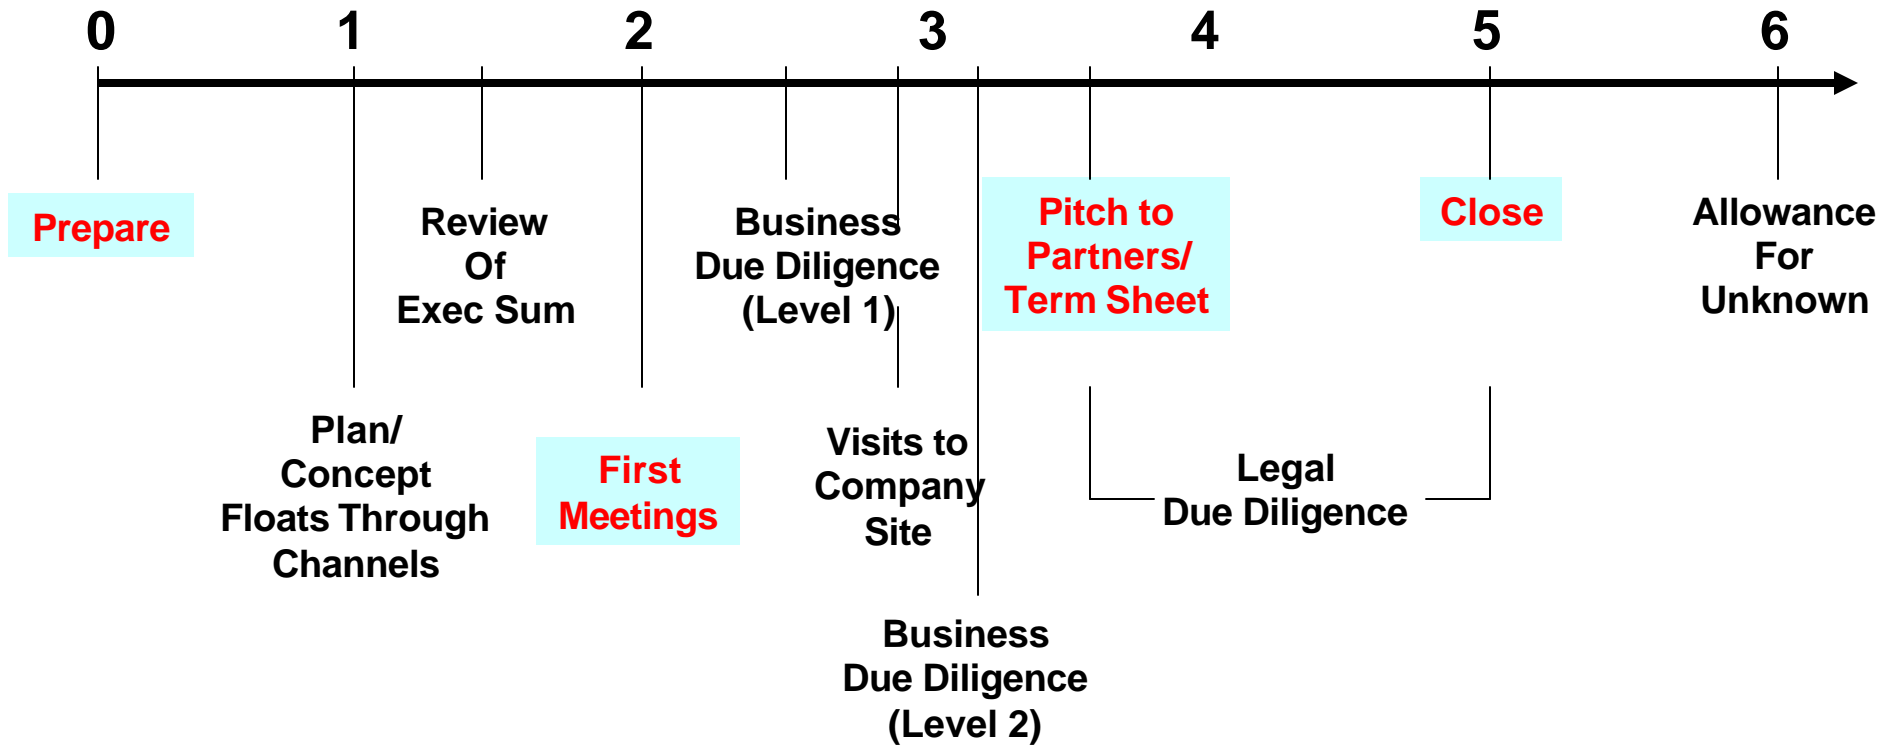 0 1 2 3 4 5 6
Prepare
Review
Of
Exec Sum
Business
Due Diligence
(Level 1)
Pitch to
Partners/
Term Sheet
Close
Allowance
For
Unknown
Plan/
Concept
Floats Through
Channels
First
Meetings
Visits to
Company
Site
Legal
Due Diligence
Business
Due Diligence
(Level 2)